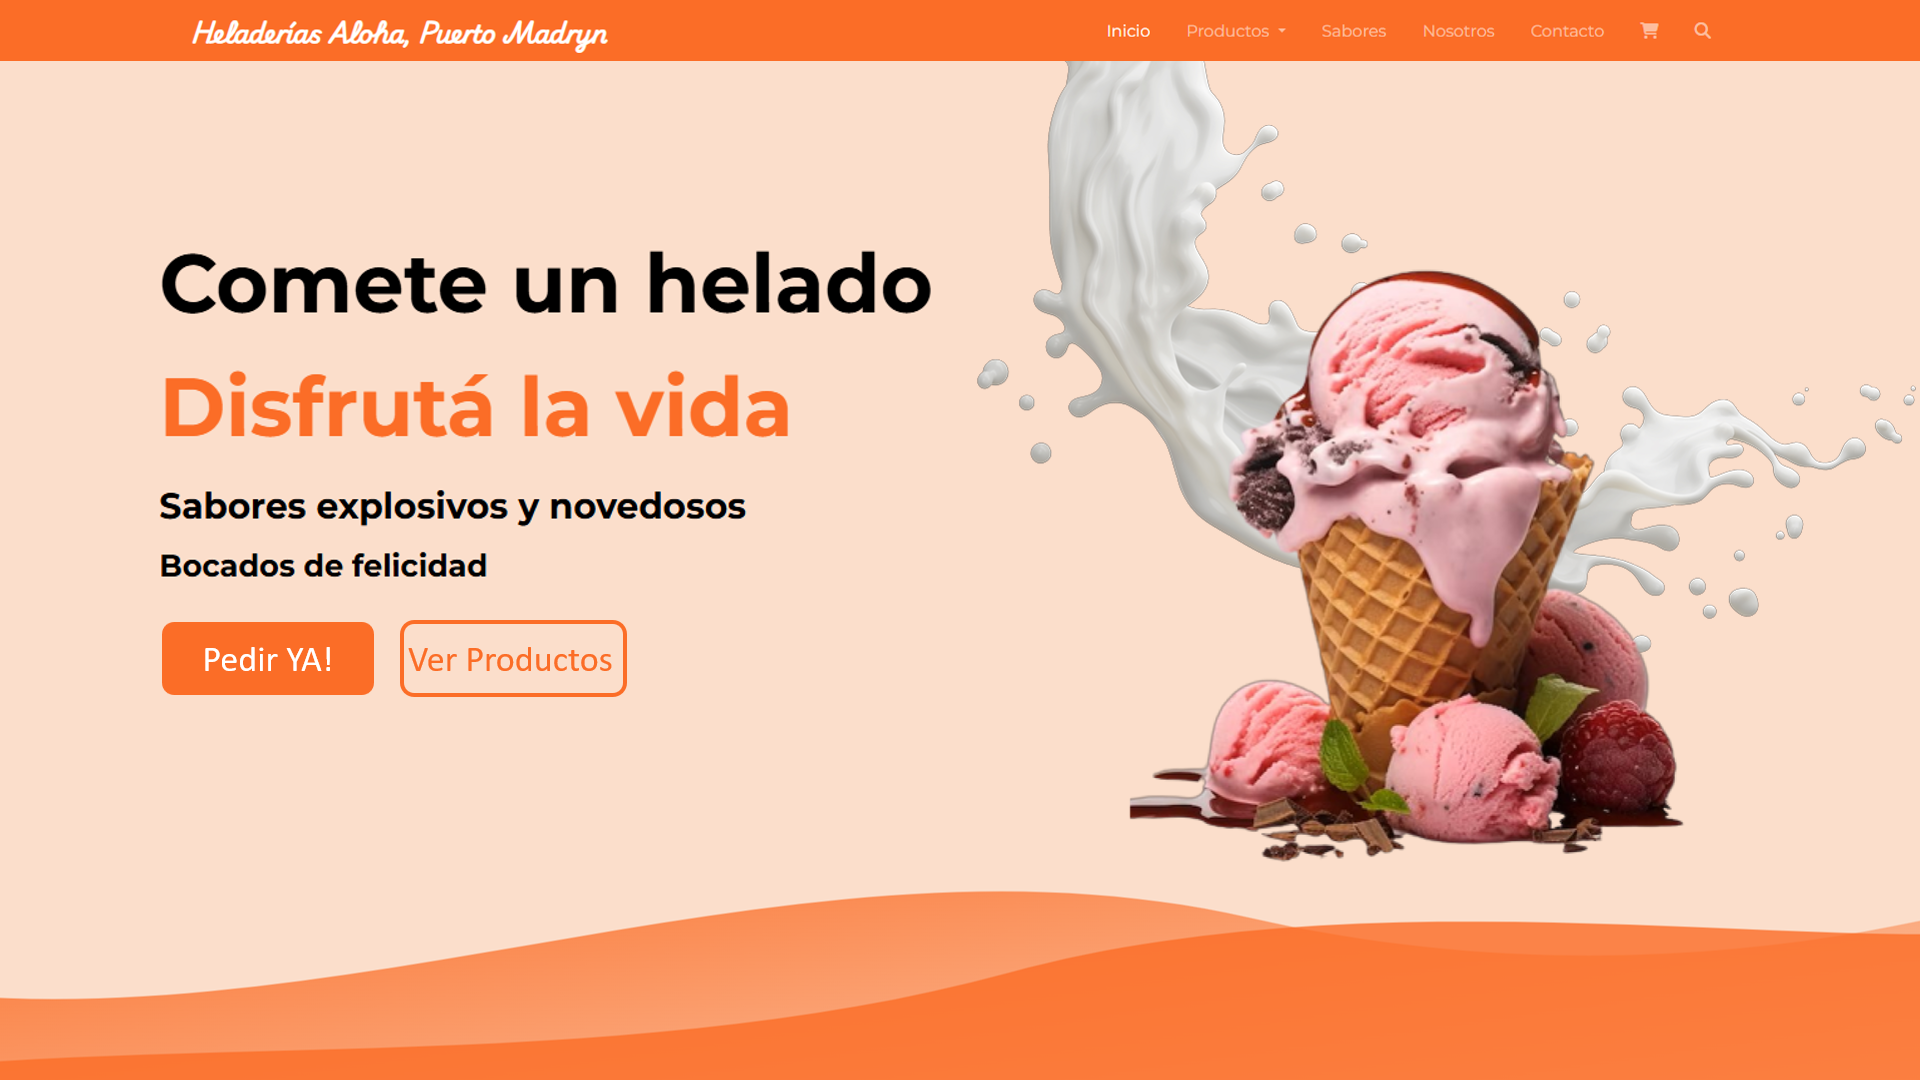 Heladerías Aloha, Puerto Madryn
Inicio Productos Sabores Nosotros Contacto
Comete un helado
Disfrutá la vida
Sabores explosivos y novedosos
Bocados de felicidad
Pedir YA! Ver Productos